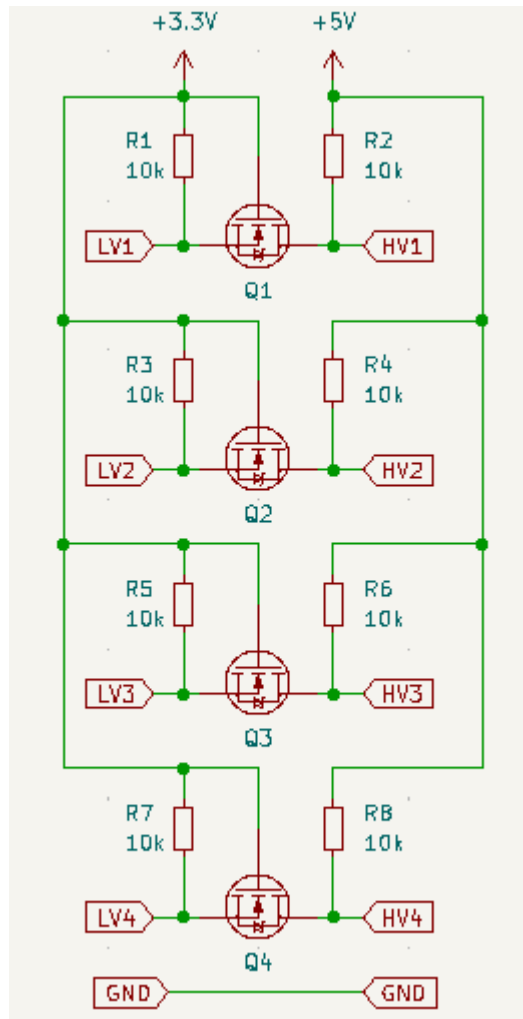 +3.3V +5V
R1 R2
10k 10k
LV1 HV1
Q1
R3 R4
10k 10k
LV2 HV2
Q2
R5 R6
10k 10k
LV3 HV3
Q3
R7 R8
10k 10k
LV4 HV4
Q4
GND GND